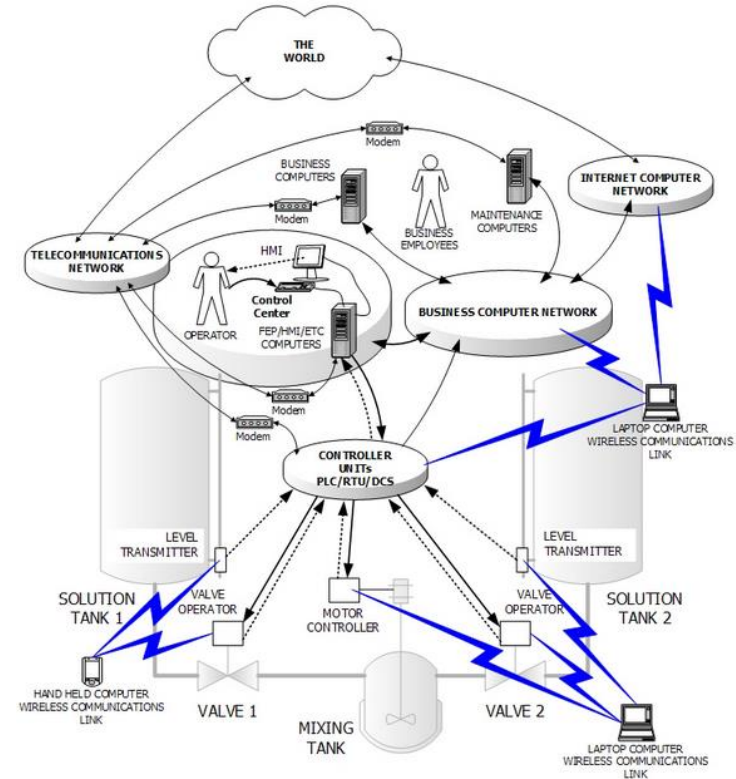 THE
WORLD
Modem
BUSINESS
COMPUTERS
INTERNET COMPUTER
NETWORK
Modem
BUSINESS
EMPLOYEES
MAINTENANCE
COMPUTERS
TELECOMMUNICATIONS
NETWORK
HMI
Control
Center
OPERATOR
FEP/HMI/ETC
COMPUTERS
BUSINESS COMPUTER NETWORK
Modem
Modem
LAPTOP COMPUTER
WIRELESS COMMUNICATIONS
LINK
CONTROLLER
UNITs
PLC/RTU/DCS
LEVEL
TRANSMITTER
LEVEL
TRANSMITTER
SOLUTION
TANK 1
VALVE
OPERATOR
MOTOR
CONTROLLER
VALVE
OPERATOR
SOLUTION
TANK 2
HAND HELD COMPUTER
WIRELESS COMMUNICATIONS
LINK
VALVE 1
MIXING
TANK
VALVE 2
LAPTOP COMPUTER
WIRELESS COMMUNICATIONS
LINK